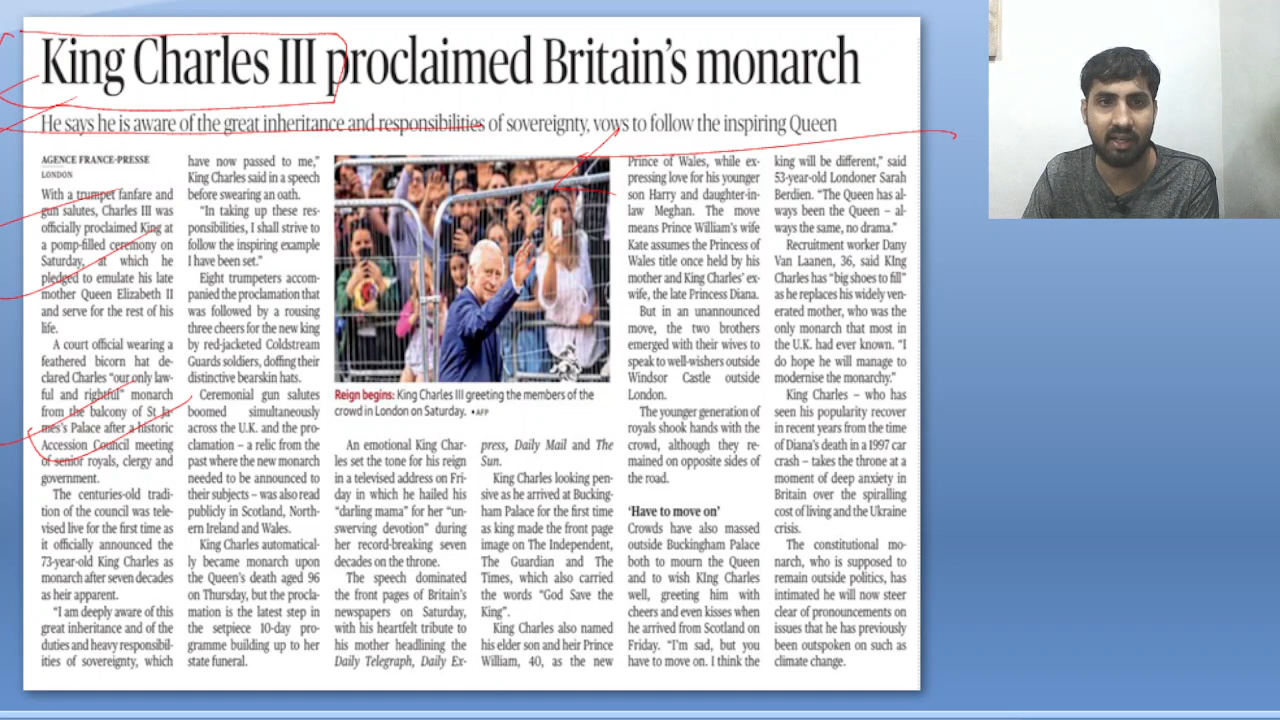 King Charles III proclaimed Britain's monarch
He says he is aware of the great inheritance and responsibilities of sovereignty, vows to follow the inspiring Queen
AGENCE FRANCE-PRESSE
LONDON
With a trumpet fanfare and
gun salutes, Charles III was
officially proclaimed King at
a pomp-filled ceremony on
Saturday, at which he
pledged to emulate his late
mother Queen Elizabeth II
and serve for the rest of his
life.
A court official wearing a
feathered bicorn hat de-
clared Charles "our only law-
ful and rightful" monarch
from the balcony of St Ja-
mes's Palace after a historic
Accession Council meeting
of senior royals, clergy and
government.
The centuries-old tradi-
tion of the council was tele-
vised live for the first time as
it officially announced the
73-year-old King Charles as
monarch after seven decades
as heir apparent.
"I am deeply aware of this
great inheritance and of the
duties and heavy responsibil-
ities of sovereignty, which
have now passed to me,"
King Charles said in a speech
before swearing an oath.
"In taking up these res-
ponsibilities, I shall strive to
follow the inspiring example
I have been set."
Eight trumpeters accom-
panied the proclamation that
was followed by a rousing
three cheers for the new king
by red-jacketed Coldstream
Guards soldiers, doffing their
distinctive bearskin hats.
Ceremonial gun salutes
boomed simultaneously
across the U.K. and the pro-
clamation – a relic from the
past where the new monarch
needed to be announced to
their subjects – was also read
publicly in Scotland, North-
ern Ireland and Wales.
King Charles automatical-
ly became monarch upon
the Queen's death aged 96
on Thursday, but the procla-
mation is the latest step in
the setpiece 10-day pro-
gramme building up to her
state funeral.
Reign begins: King Charles III greeting the members of the
crowd in London on Saturday. •AFP
An emotional King Char-
les set the tone for his reign
in a televised address on Fri-
day in which he hailed his
"darling mama" for her "un-
swerving devotion" during
her record-breaking seven
decades on the throne.
The speech dominated
the front pages of Britain's
newspapers on Saturday,
with his heartfelt tribute to
his mother headlining the
Daily Telegraph, Daily Ex-
press, Daily Mail and The
Sun.
King Charles looking pen-
sive as he arrived at Bucking-
ham Palace for the first time
as king made the front page
image on The Independent,
The Guardian and The
Times, which also carried
the words "God Save the
King".
King Charles also named
his elder son and heir Prince
William, 40, as the new
Prince of Wales, while ex-
pressing love for his younger
son Harry and daughter-in-
law Meghan. The move
means Prince William's wife
Kate assumes the Princess of
Wales title once held by his
mother and King Charles' ex-
wife, the late Princess Diana.
But in an unannounced
move, the two brothers
emerged with their wives to
speak to well-wishers outside
Windsor Castle outside
London.
The younger generation of
royals shook hands with the
crowd, although they re-
mained on opposite sides of
the road.
'Have to move on'
Crowds have also massed
outside Buckingham Palace
both to mourn the Queen
and to wish KIng Charles
well, greeting him with
cheers and even kisses when
he arrived from Scotland on
Friday. "I'm sad, but you
have to move on. I think the
king will be different," said
53-year-old Londoner Sarah
Berdien. "The Queen has al-
ways been the Queen – al-
ways the same, no drama."
Recruitment worker Dany
Van Laanen, 36, said KIng
Charles has "big shoes to fill"
as he replaces his widely ven-
erated mother, who was the
only monarch that most in
the U.K. had ever known. "I
do hope he will manage to
modernise the monarchy."
King Charles – who has
seen his popularity recover
in recent years from the time
of Diana's death in a 1997 car
crash – takes the throne at a
moment of deep anxiety in
Britain over the spiralling
cost of living and the Ukraine
crisis.
The constitutional mo-
narch, who is supposed to
remain outside politics, has
intimated he will now steer
clear of pronouncements on
issues that he has previously
been outspoken on such as
climate change.